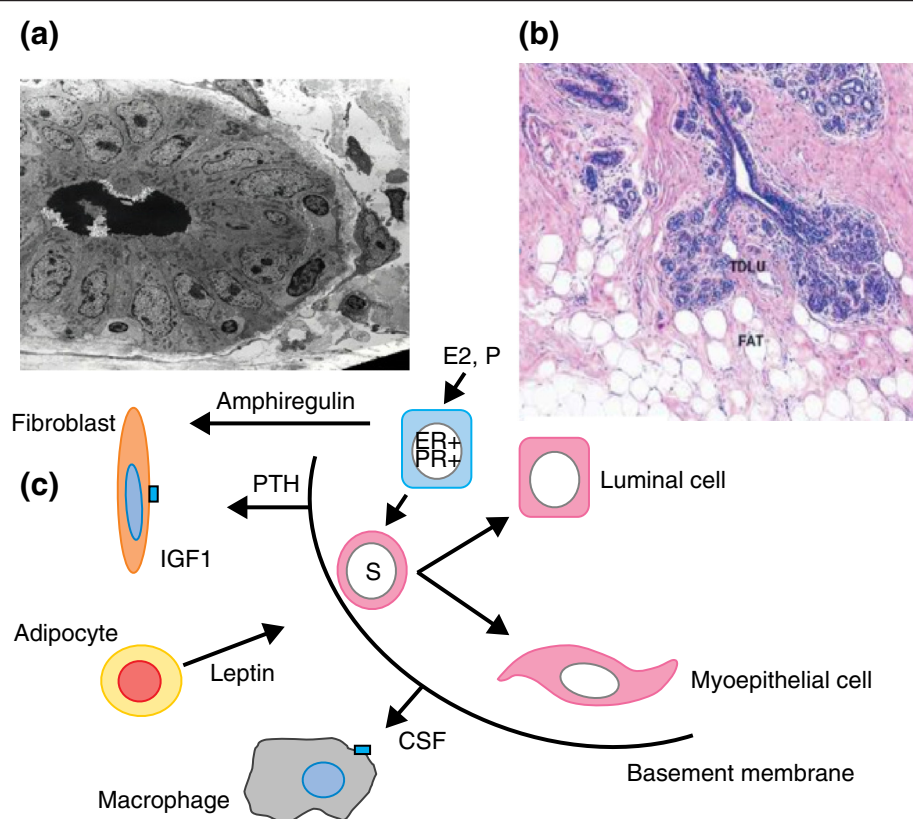 (a)
(b)
TDLU
FAT
E2, P
Amphiregulin
Fibroblast
ER+
PR+
(c)
PTH
Luminal cell
IGF1
S
Adipocyte
Leptin
Myoepithelial cell
CSF
Basement membrane
Macrophage